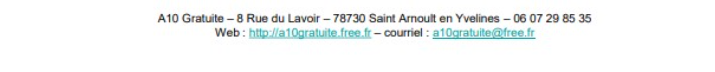 A10 Gratuite – 8 Rue du Lavoir – 78730 Saint Arnoult en Yvelines – 06 07 29 85 35
Web : http://a10gratuite.free.fr – courriel : a10gratuite@free.fr